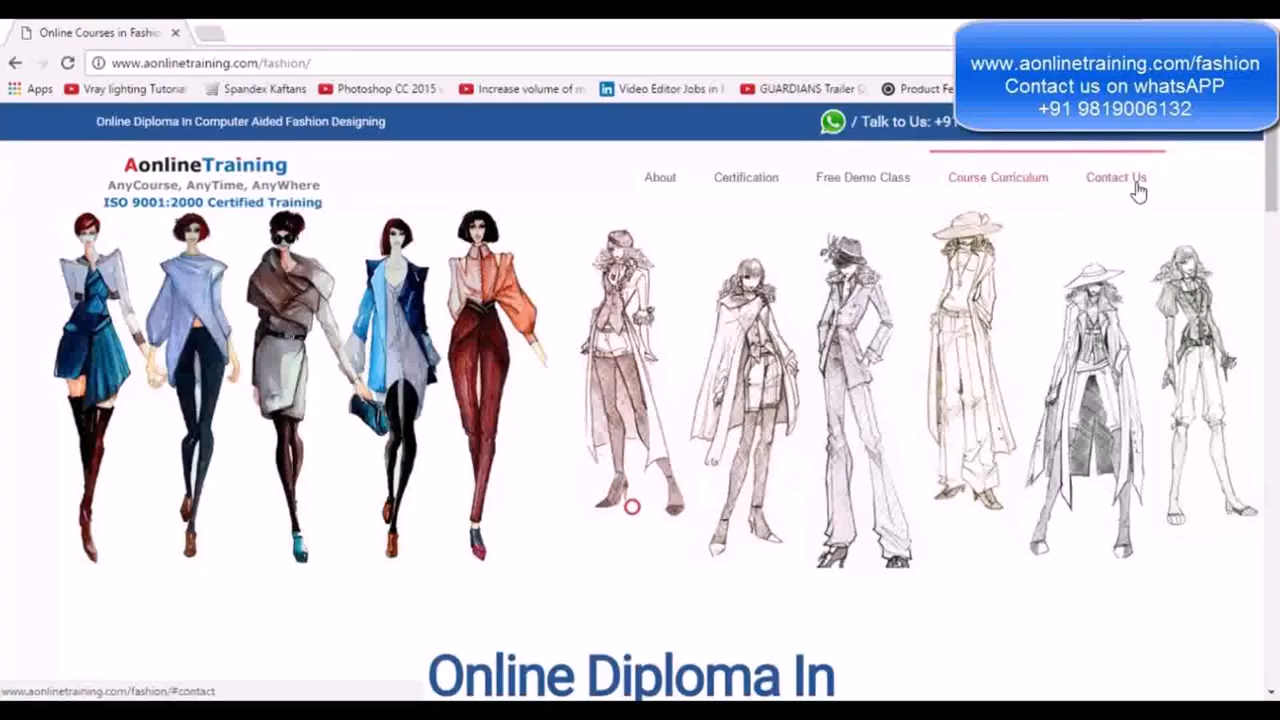 Online Courses in Fashi
www.aonlinetraining.com/fashion/
Apps
Vray lighting Tutorial
Spandex Kaftans
Photoshop CC 2015
Increase volume of m
Video Editor Jobs in
GUARDIANS Trailer
Product Fe
www.aonlinetraining.com/fashion
Contact us on whatsAPP
+91 9819006132
Online Diploma In Computer Aided Fashion Designing
/ Talk to Us: +91
AonlineTraining
AnyCourse, AnyTime, AnyWhere
ISO 9001:2000 Certified Training
About
Certification
Free Demo Class
Course Curriculum
Contact Us
Online Diploma In
www.aonlinetraining.com/fashion/#contact